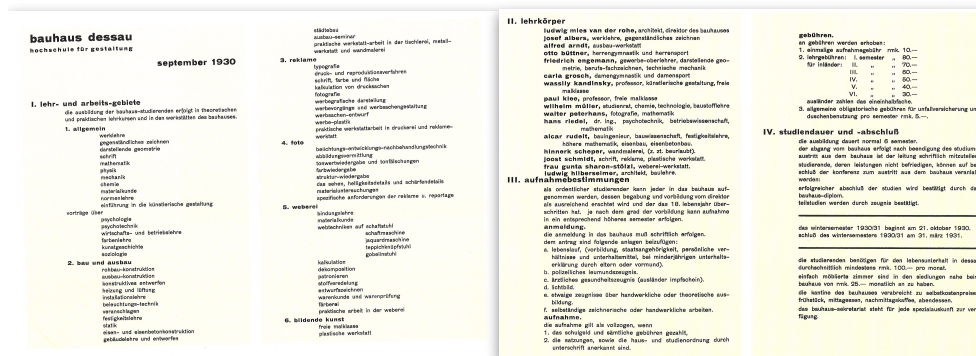 bauhaus dessau
hochschule für gestaltung
september 1930
I. lehr- und arbeits-gebiete
die ausbildung der bauhaus-studierenden erfolgt in theoretischen
und praktischen lehrkursen und in den werkstätten des bauhauses.
1. allgemein
werklehre
gegenständliches zeichnen
darstellende geometrie
schrift
mathematik
physik
mechanik
chemie
materialkunde
normenlehre
einführung in die künstlerische gestaltung
vorträge über
psychologie
psychotechnik
wirtschafts- und betriebslehre
farbenlehre
kunstgeschichte
soziologie
2. bau und ausbau
rohbau-konstruktion
ausbau-konstruktion
konstruktives entwerfen
heizung und lüftung
installationslehre
beleuchtungs-technik
veranschlagen
festigkeitslehre
statik
eisen- und eisenbetonkonstruktion
gebäudelehre und entwerfen
städtebau
ausbau-seminar
praktische werkstatt-arbeit in der tischlerei, metall-
werkstatt und wandmalerei
3. reklame
typografie
druck- und reproduktionsverfahren
schrift, farbe und fläche
kalkulation von drucksachen
fotografie
werbegrafische darstellung
werbevorgänge und werbsachengestaltung
werbsachen-entwurf
werbe-plastik
praktische werkstattarbeit in druckerei und reklame-
werkstatt
4. foto
belichtungs-entwicklungs-nachbehandlungstechnik
abbildungsvermittlung
tonwertwiedergabe und tonfälschungen
farbwiedergabe
struktur-wiedergabe
das sehen, helligkeitsdetails und schärfendetails
materialuntersuchungen
spezifische anforderungen der reklame u. reportage
5. weberei
bindungslehre
materialkunde
webtechniken auf schaftstuhl
schaftmaschine
jaquardmaschine
teppichknüpfstuhl
gobelinstuhl
kalkulation
dekomposition
patronieren
stoffveredelung
entwurfszeichnen
warenkunde und warenprüfung
färberei
praktische arbeit in der weberei
6. bildende kunst
freie malklasse
plastische werkstatt
II. lehrkörper
ludwig mies van der rohe, architekt, direktor des bauhauses
josef albers, werklehre, gegenständliches zeichnen
alfred arndt, ausbau-werkstatt
otto büttner, herrengymnastik und herrensport
friedrich engemann, gewerbe-oberlehrer, darstellende geo-
metrie, berufs-fachzeichnen, technische mechanik
carla grosch, damengymnastik und damensport
wassily kandinsky, professor, künstlerische gestaltung, freie
malklasse
paul klee, professor, freie malklasse
wilhelm müller, studienrat, chemie, technologie, baustofflehre
walter peterhans, fotografie, mathematik
hans riedel, dr. ing., psychotechnik, betriebswissenschaft,
mathematik
alcar rudelt, bauingenieur, bauwissenschaft, festigkeitslehre,
höhere mathematik, eisenbau, eisenbetonbau.
hinnerk scheper, wandmalerei, (z. zt. beurlaubt).
joost schmidt, schrift, reklame, plastische werkstatt.
frau gunta sharon-stölzl, weberei-werkstatt.
ludwig hilberseimer, architekt, baulehre.
III. aufnahmebestimmungen
als ordentlicher studierender kann jeder in das bauhaus auf-
genommen werden, dessen begabung und vorbildung vom direktor
als ausreichend erachtet wird und der das 18. lebensjahr über-
schritten hat. je nach dem grad der vorbildung kann aufnahme
in ein entsprechend höheres semester erfolgen.
anmeldung.
die anmeldung in das bauhaus muß schriftlich erfolgen.
dem antrag sind folgende anlagen beizufügen:
a. lebenslauf, (vorbildung, staatsangehörigkeit, persönliche ver-
hältnisse und unterhaltsmittel, bei minderjährigen unterhalts-
erklärung durch eltern oder vormund).
b. polizeiliches leumundszeugnis.
c. ärztliches gesundheitszeugnis (ausländer impfschein).
d. lichtbild.
e. etwaige zeugnisse über handwerkliche oder theoretische aus-
bildung.
f. selbständige zeichnerische oder handwerkliche arbeiten.
aufnahme.
die aufnahme gilt als vollzogen, wenn
1. das schulgeld und sämtliche gebühren gezahlt,
2. die satzungen, sowie die haus- und studienordnung durch
unterschrift anerkannt sind.
gebühren.
an gebühren werden erhoben:
1. einmalige aufnahmegebühr rmk. 10.—
2. lehrgebühren: I. semester „ 80.—
für inländer: II. „ „ 70.—
III. „ „ 60.—
IV. „ „ 50.—
V. „ „ 40.—
VI. „ „ 30.—
ausländer zahlen das eineinhalbfache.
3. allgemeine obligatorische gebühren für unfallversicherung und
duschenbenutzung pro semester rmk. 5.—.
IV. studiendauer und -abschluß
die ausbildung dauert normal 6 semester.
der abgang vom bauhaus erfolgt nach beendigung des studiums
austritt aus dem bauhaus ist der leitung schriftlich mitzuteilen
studierende, deren leistungen nicht befriedigen, können auf be
schluß der konferenz zum austritt aus dem bauhaus veranla
werden.
erfolgreicher abschluß der studien wird bestätigt durch da
bauhaus-diplom.
teilstudien werden durch zeugnis bestätigt.
das wintersemester 1930/31 beginnt am 21. oktober 1930.
schluß des wintersemesters 1930/31 am 31. märz 1931.
die studierenden benötigen für den lebensunterhalt in dessa
durchschnittlich mindestens rmk. 100.— pro monat.
einfach möblierte zimmer sind in den siedlungen nahe bei
bauhaus von rmk. 25.— monatlich an zu haben.
die kantine des bauhauses verabreicht zu selbstkostenpreise
frühstück, mittagessen, nachmittagskaffee, abendessen.
das bauhaus-sekretariat steht für jede spezialauskunft zur ver
fügung.